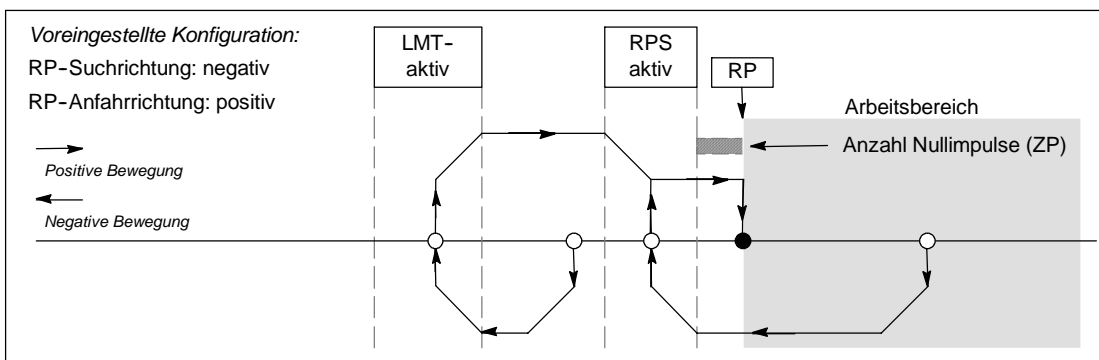 Voreingestellte Konfiguration:
RP-Suchrichtung: negativ
RP-Anfahrrichtung: positiv
Positive Bewegung
Negative Bewegung
LMT-
aktiv
RPS
aktiv
RP
Arbeitsbereich
Anzahl Nullimpulse (ZP)